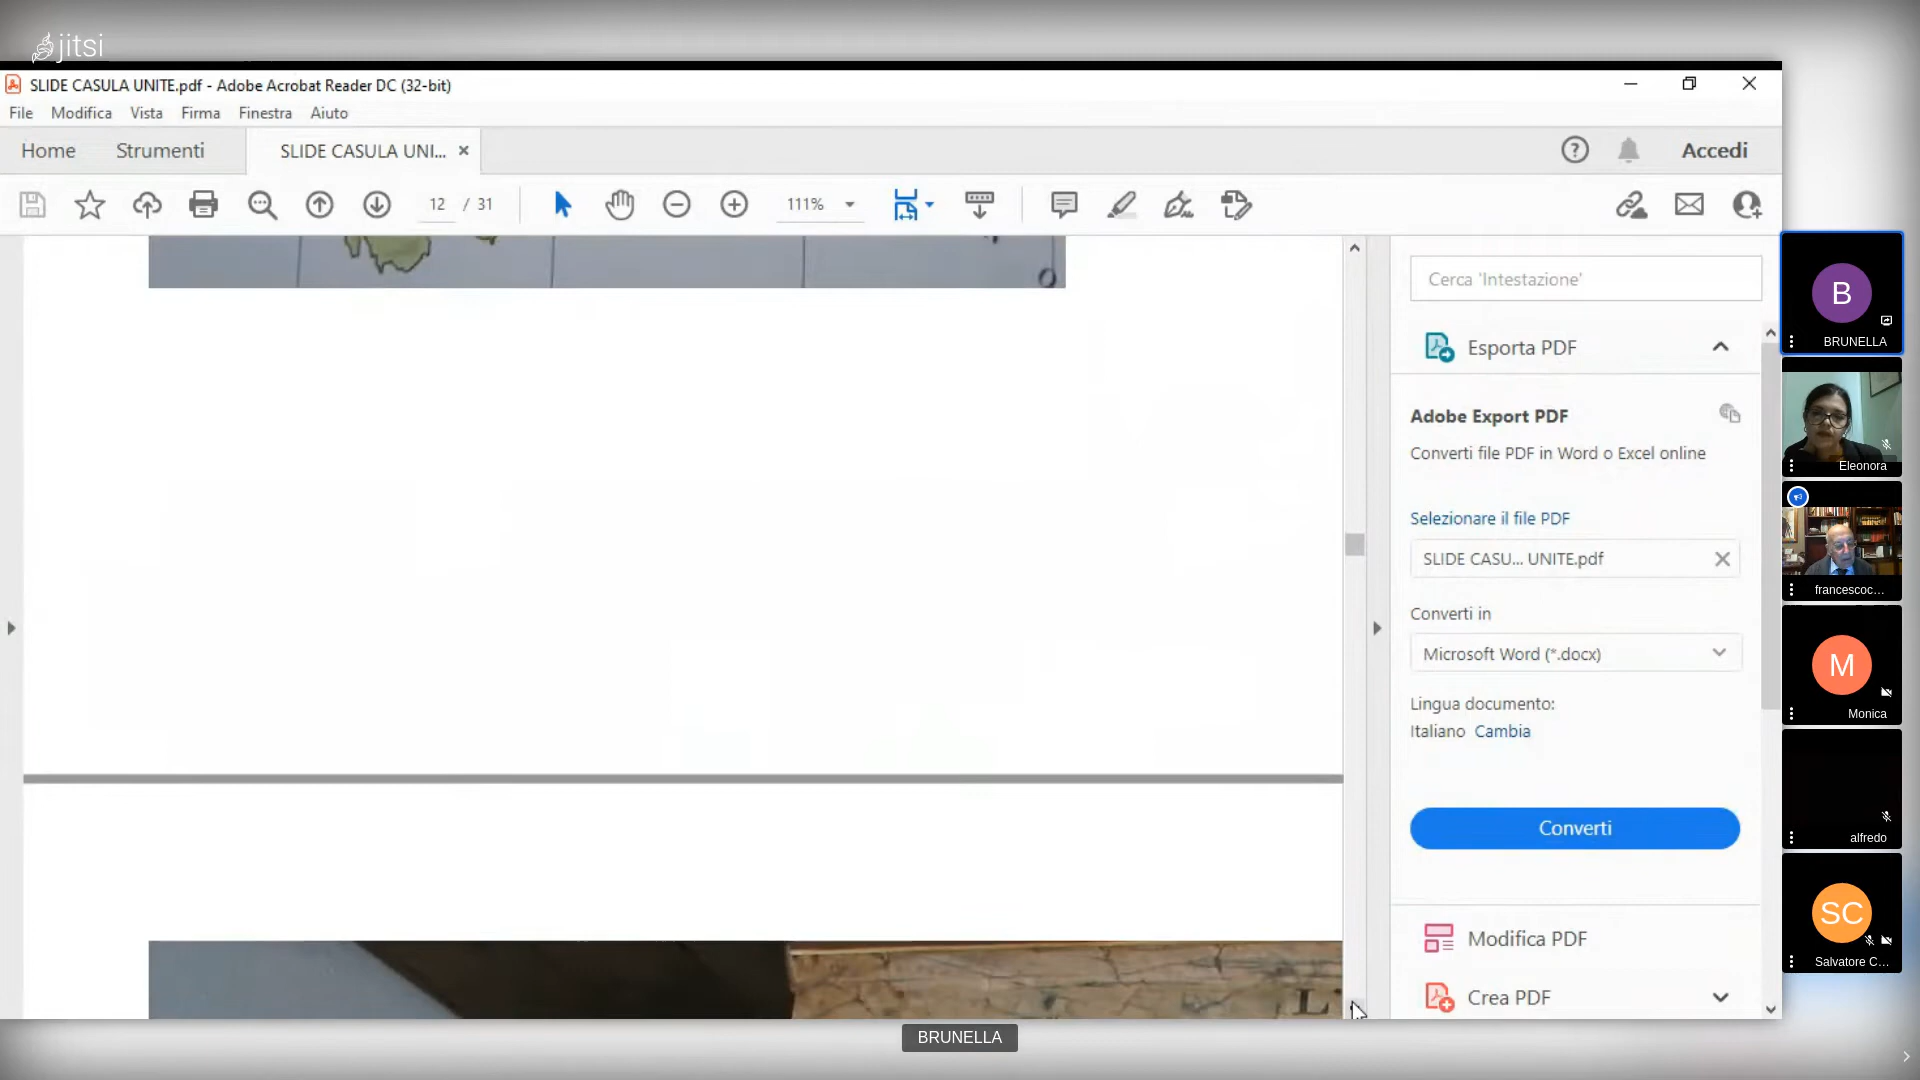 jitsi
SLIDE CASULA UNITE.pdf - Adobe Acrobat Reader DC (32-bit)
File Modifica Vista Firma Finestra Aiuto
Home Strumenti SLIDE CASULA UNI... × Accedi
12 / 31 111%
Cerca 'Intestazione'
Esporta PDF
Adobe Export PDF
Converti file PDF in Word o Excel online
Selezionare il file PDF
SLIDE CASU... UNITE.pdf
Converti in
Microsoft Word (*.docx)
Lingua documento:
Italiano Cambia
Converti
Modifica PDF
Crea PDF
B
BRUNELLA
Eleonora
francescoc...
M
Monica
alfredo
SC
Salvatore C...
BRUNELLA